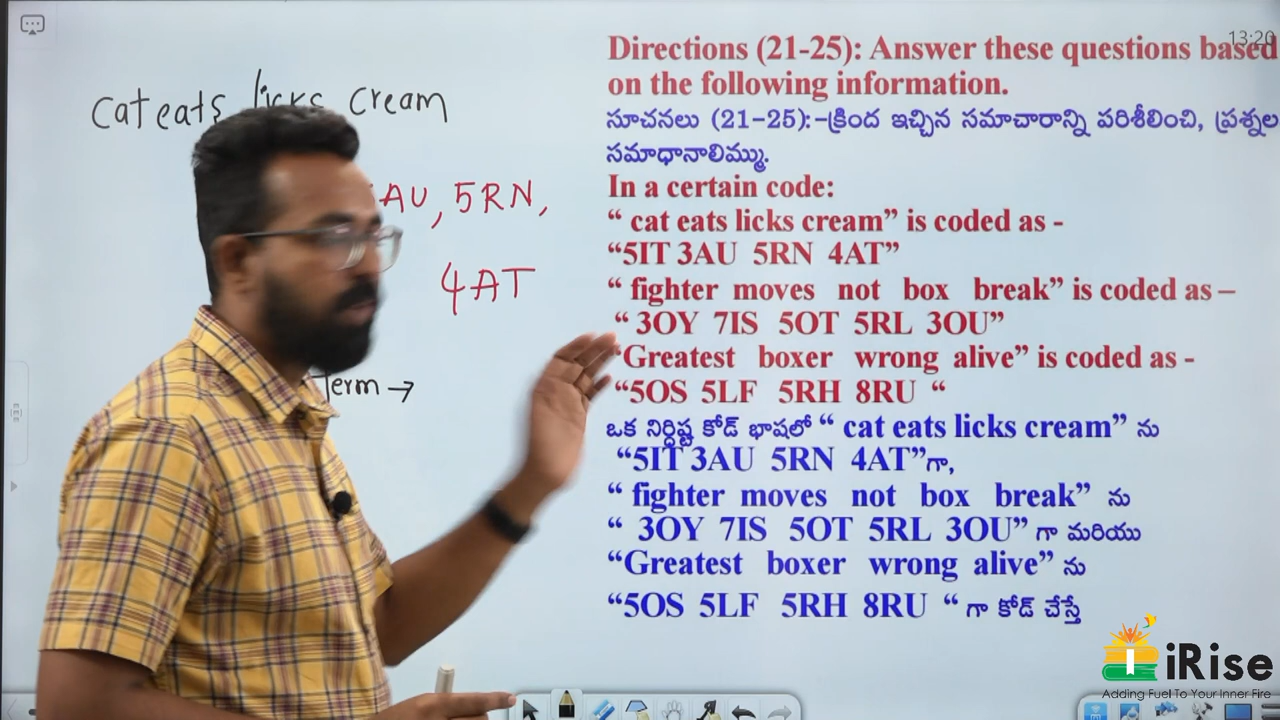 13:20
cat eats licks cream
AU, 5RN,
4AT
Term →
Directions (21-25): Answer these questions based
on the following information.
సూచనలు (21-25):-క్రింద ఇచ్చిన సమాచారాన్ని పరిశీలించి, ప్రశ్నల
సమాధానాలిమ్ము.
In a certain code:
“ cat eats licks cream” is coded as -
“5IT 3AU 5RN 4AT”
“ fighter moves not box break” is coded as –
“ 3OY 7IS 5OT 5RL 3OU”
“Greatest boxer wrong alive” is coded as -
“5OS 5LF 5RH 8RU “
ఒక నిర్దిష్ట కోడ్ భాషలో “ cat eats licks cream” ను
“5IT 3AU 5RN 4AT”గా,
“ fighter moves not box break” ను
“ 3OY 7IS 5OT 5RL 3OU” గా మరియు
“Greatest boxer wrong alive” ను
“5OS 5LF 5RH 8RU “ గా కోడ్ చేస్తే
iRise
Adding Fuel To Your Inner Fire